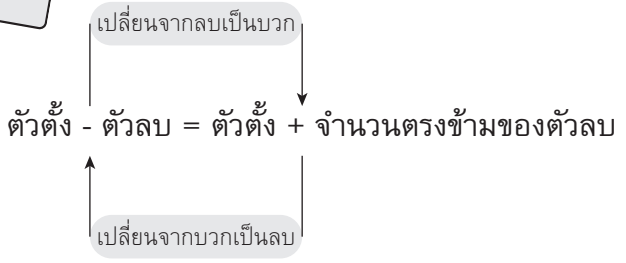 เปลี่ยนจากลบเป็นบวก
ตัวตั้ง - ตัวลบ = ตัวตั้ง + จำนวนตรงข้ามของตัวลบ
เปลี่ยนจากบวกเป็นลบ